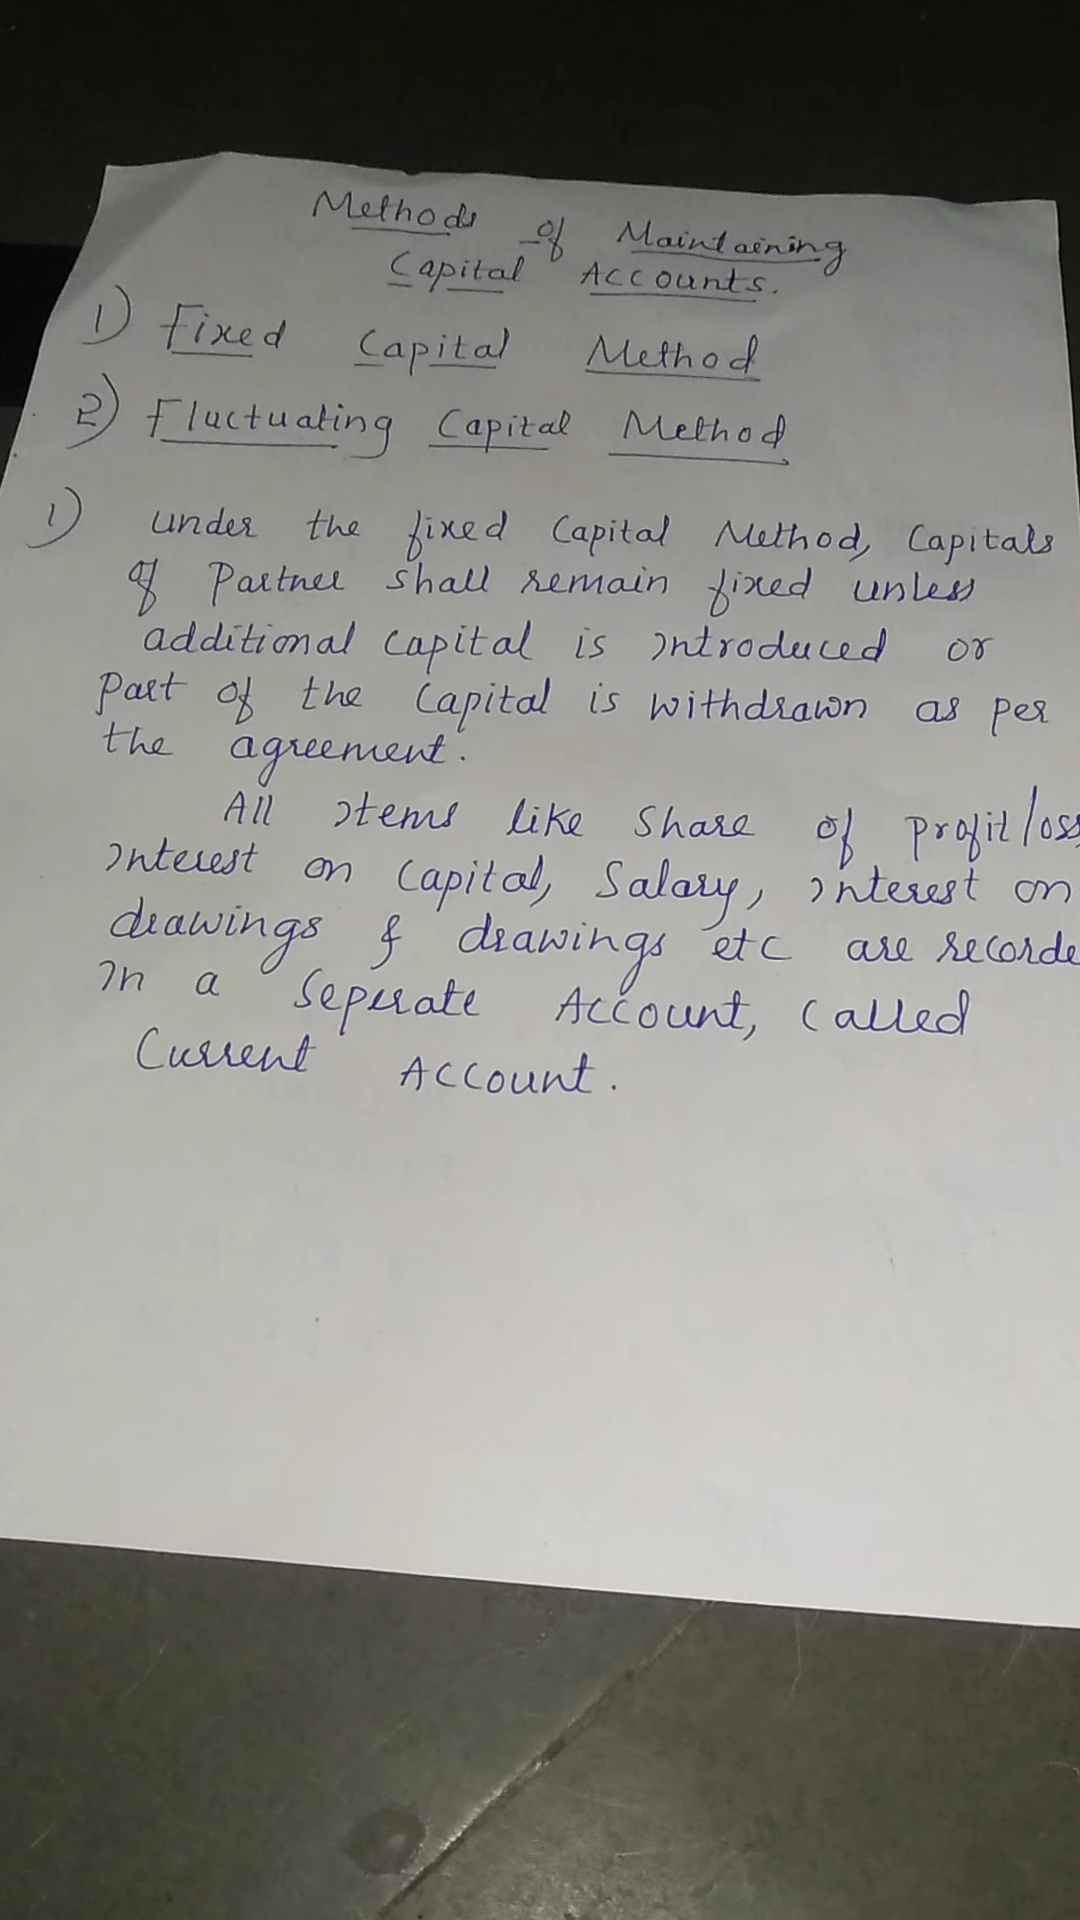 Methods of Maintaining
Capital Accounts.
1) Fixed Capital Method
2) Fluctuating Capital Method
1) under the fixed Capital Method, Capitals
of Partner shall remain fixed unless
additional Capital is introduced or
Part of the Capital is withdrawn as per
the agreement.
All items like Share of profit/loss
interest on Capital, Salary, interest on
drawings & drawings etc are recorde
in a Seperate Account, Called
Current Account.